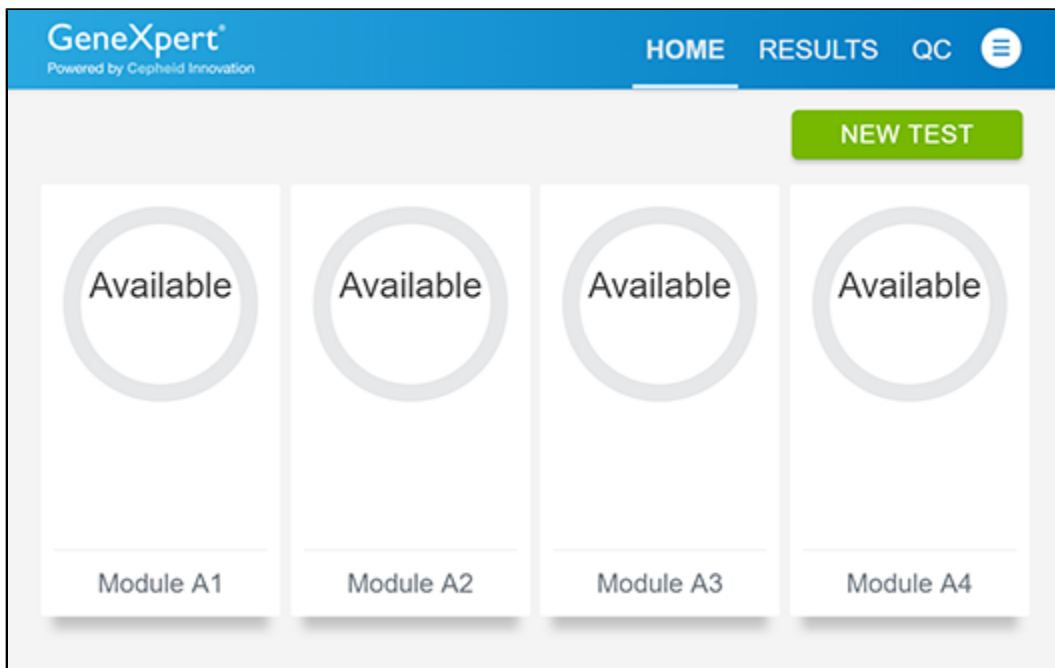 GeneXpert®
Powered by Cepheid Innovation
HOME RESULTS QC
NEW TEST
Available Available Available Available
Module A1 Module A2 Module A3 Module A4